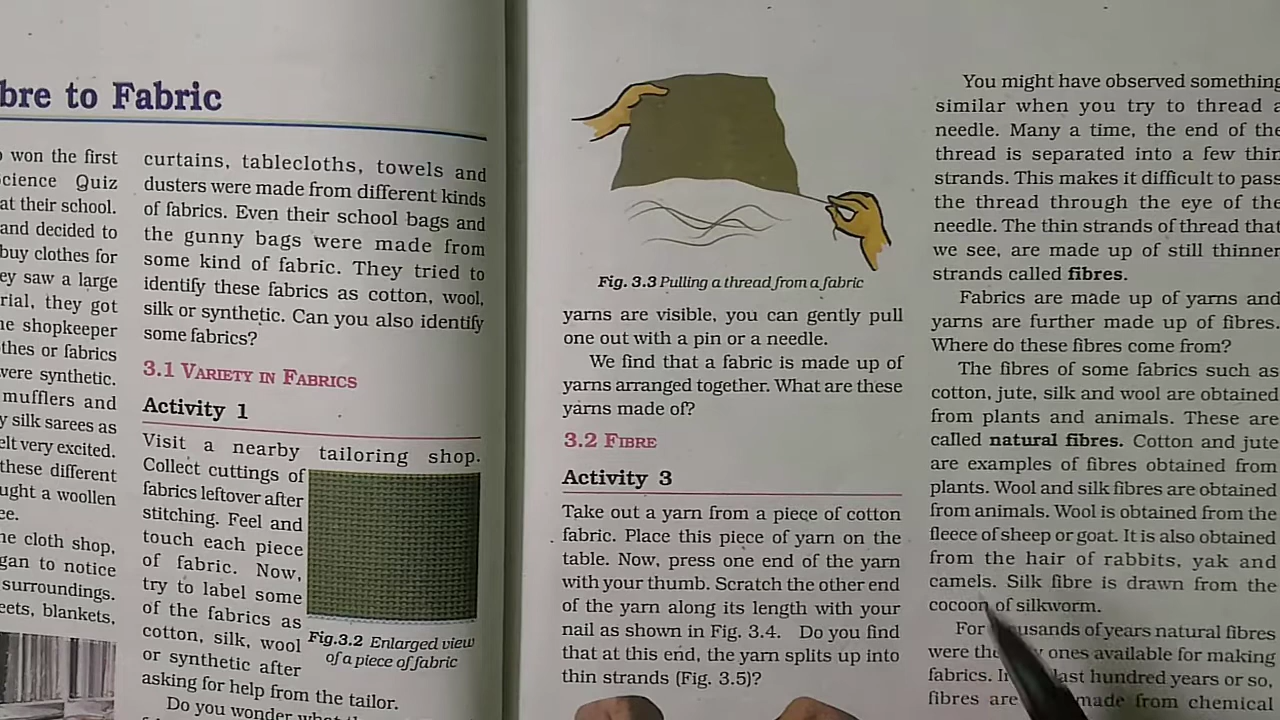 bre to Fabric
won the first
cience Quiz
at their school.
and decided to
buy clothes for
ey saw a large
rial, they got
ne shopkeeper
thes or fabrics
were synthetic.
mufflers and
y silk sarees as
elt very excited.
these different
ught a woollen
ee.
ne cloth shop,
gan to notice
surroundings.
eets, blankets,
curtains, tablecloths, towels and
dusters were made from different kinds
of fabrics. Even their school bags and
the gunny bags were made from
some kind of fabric. They tried to
identify these fabrics as cotton, wool,
silk or synthetic. Can you also identify
some fabrics?
3.1 VARIETY IN FABRICS
Activity 1
Visit a nearby tailoring shop.
Collect cuttings of
fabrics leftover after
stitching. Feel and
touch each piece
of fabric. Now,
try to label some
of the fabrics as
cotton, silk, wool
or synthetic after
asking for help from the tailor.
Fig.3.2 Enlarged view
of a piece of fabric
Do you wonder what
Fig. 3.3 Pulling a thread from a fabric
yarns are visible, you can gently pull
one out with a pin or a needle.
We find that a fabric is made up of
yarns arranged together. What are these
yarns made of?
3.2 FIBRE
Activity 3
Take out a yarn from a piece of cotton
fabric. Place this piece of yarn on the
table. Now, press one end of the yarn
with your thumb. Scratch the other end
of the yarn along its length with your
nail as shown in Fig. 3.4. Do you find
that at this end, the yarn splits up into
thin strands (Fig. 3.5)?
You might have observed something
similar when you try to thread a
needle. Many a time, the end of the
thread is separated into a few thin
strands. This makes it difficult to pass
the thread through the eye of the
needle. The thin strands of thread that
we see, are made up of still thinner
strands called fibres.
Fabrics are made up of yarns and
yarns are further made up of fibres.
Where do these fibres come from?
The fibres of some fabrics such as
cotton, jute, silk and wool are obtained
from plants and animals. These are
called natural fibres. Cotton and jute
are examples of fibres obtained from
plants. Wool and silk fibres are obtained
from animals. Wool is obtained from the
fleece of sheep or goat. It is also obtained
from the hair of rabbits, yak and
camels. Silk fibre is drawn from the
cocoon of silkworm.
For usands of years natural fibres
were the ones available for making
fabrics. In last hundred years or so,
fibres are made from chemical